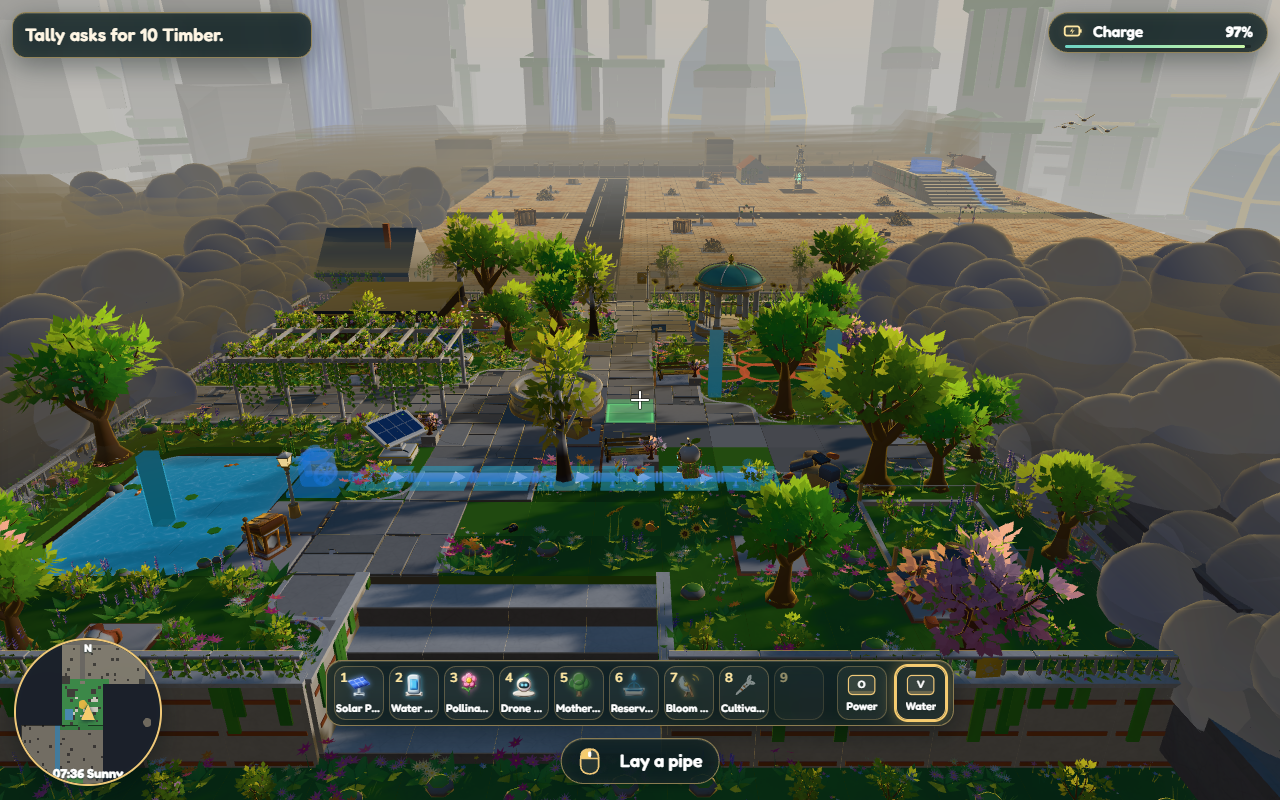 Tally asks for 10 Timber.
Charge 97%
N
07:36 Sunny
1 2 3 4 5 6 7 8 9 O V
Solar P... Water ... Pollina... Drone ... Mother... Reserv... Bloom ... Cultiva... Power Water
Lay a pipe